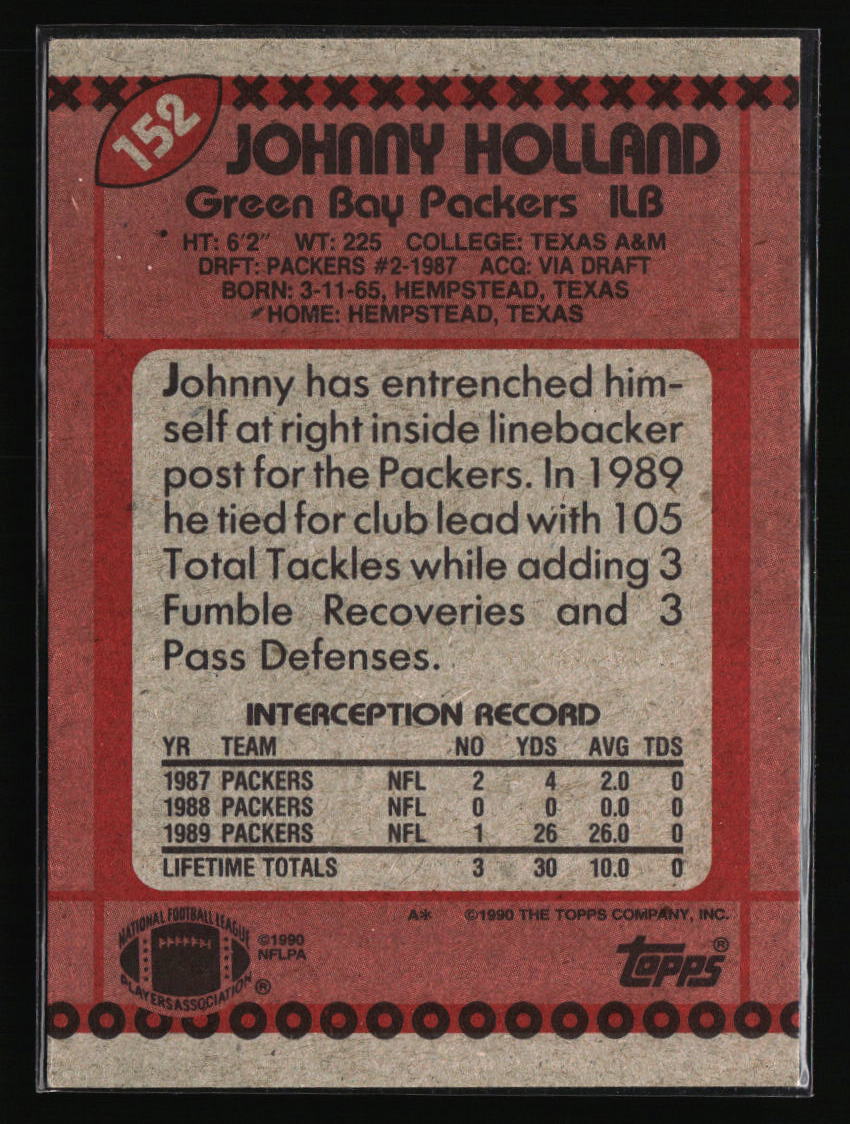 152
JOHNNY HOLLAND
Green Bay Packers ILB
HT: 6'2" WT: 225 COLLEGE: TEXAS A&M
DRFT: PACKERS #2-1987 ACQ: VIA DRAFT
BORN: 3-11-65, HEMPSTEAD, TEXAS
HOME: HEMPSTEAD, TEXAS
Johnny has entrenched him-
self at right inside linebacker
post for the Packers. In 1989
he tied for club lead with 105
Total Tackles while adding 3
Fumble Recoveries and 3
Pass Defenses.
INTERCEPTION RECORD
YR TEAM NO YDS AVG TDS
1987 PACKERS NFL 2 4 2.0 0
1988 PACKERS NFL 0 0 0.0 0
1989 PACKERS NFL 1 26 26.0 0
LIFETIME TOTALS 3 30 10.0 0
A* ©1990 THE TOPPS COMPANY, INC.
NATIONAL FOOTBALL LEAGUE
PLAYERS ASSOCIATION ®
©1990
NFLPA
topps®